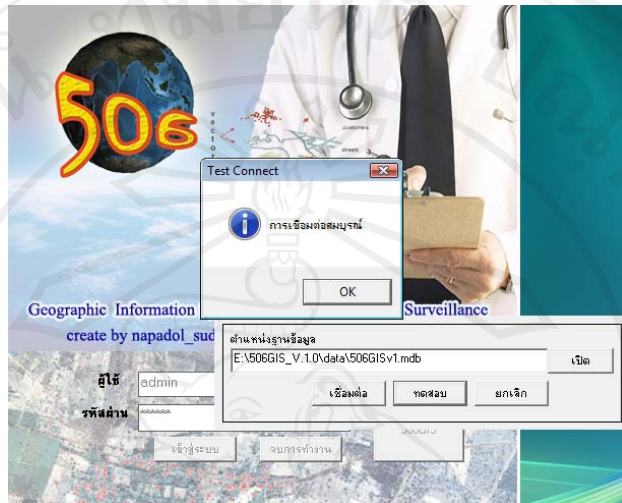 506
vector
customers
streets
Test Connect
การเชื่อมต่อสมบูรณ์
OK
Geographic Information
Surveillance
create by napadol_sud
ตำแหน่งฐานข้อมูล
E:\506GIS_V.1.0\data\506GISv1.mdb
เปิด
เชื่อมต่อ ทดสอบ ยกเลิก
ผู้ใช้ admin
รหัสผ่าน *******
เข้าสู่ระบบ จบการทำงาน